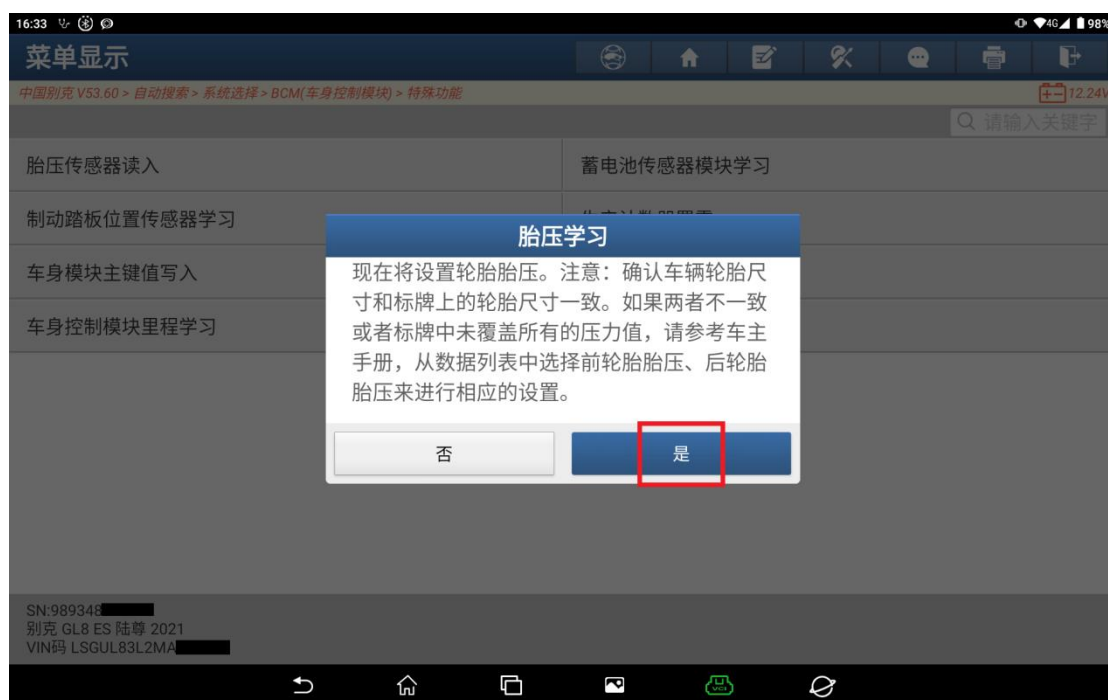 16:33
4G 98%
菜单显示
中国别克 V53.60 > 自动搜索 > 系统选择 > BCM(车身控制模块) > 特殊功能
12.24V
请输入关键字
胎压传感器读入
蓄电池传感器模块学习
制动踏板位置传感器学习
车身模块主键值写入
车身控制模块里程学习
胎压学习
现在将设置轮胎胎压。注意：确认车辆轮胎尺
寸和标牌上的轮胎尺寸一致。如果两者不一致
或者标牌中未覆盖所有的压力值，请参考车主
手册，从数据列表中选择前轮胎胎压、后轮胎
胎压来进行相应的设置。
否
是
SN:989348
别克 GL8 ES 陆尊 2021
VIN码 LSGUL83L2MA
VCI